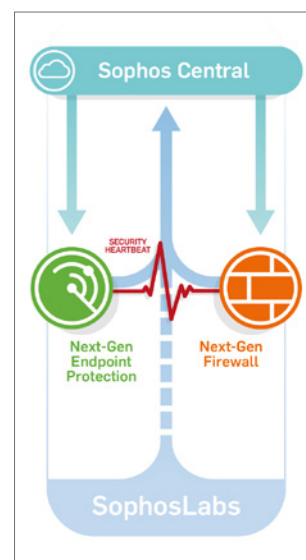 Sophos Central
SECURITY
HEARTBEAT
Next-Gen
Endpoint
Protection
Next-Gen
Firewall
SophosLabs